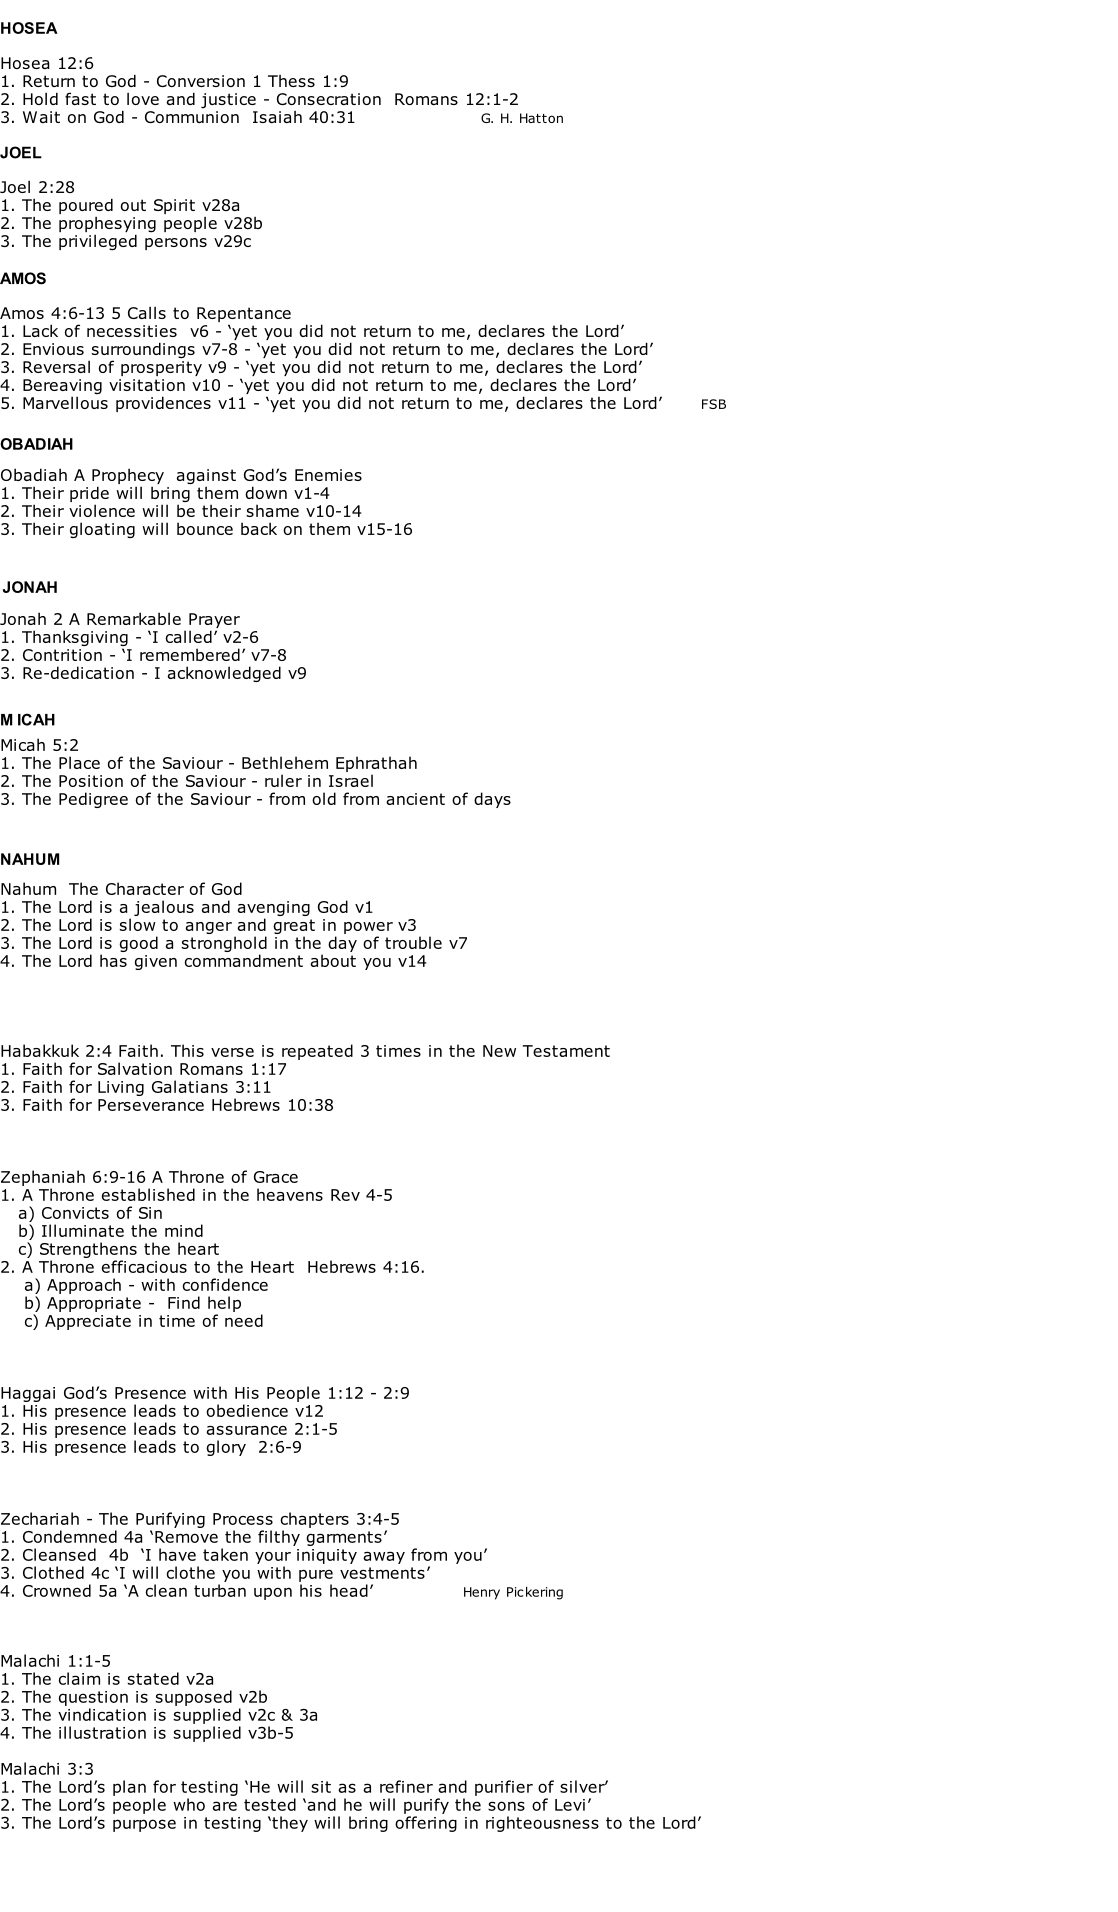 HOSEA
Hosea 12:6
1. Return to God - Conversion 1 Thess 1:9
2. Hold fast to love and justice - Consecration  Romans 12:1-2
3. Wait on God - Communion  Isaiah 40:31 G. H. Hatton
JOEL
Joel 2:28
1. The poured out Spirit v28a
2. The prophesying people v28b
3. The privileged persons v29c
AMOS
Amos 4:6-13 5 Calls to Repentance
1. Lack of necessities  v6 - ‘yet you did not return to me, declares the Lord’
2. Envious surroundings v7-8 - ‘yet you did not return to me, declares the Lord’
3. Reversal of prosperity v9 - ‘yet you did not return to me, declares the Lord’
4. Bereaving visitation v10 - ‘yet you did not return to me, declares the Lord’
5. Marvellous providences v11 - ‘yet you did not return to me, declares the Lord’ FSB
OBADIAH
Obadiah A Prophecy  against God’s Enemies
1. Their pride will bring them down v1-4
2. Their violence will be their shame v10-14
3. Their gloating will bounce back on them v15-16
JONAH
Jonah 2 A Remarkable Prayer
1. Thanksgiving - ‘I called’ v2-6
2. Contrition - ‘I remembered’ v7-8
3. Re-dedication - I acknowledged v9
MICAH
Micah 5:2
1. The Place of the Saviour - Bethlehem Ephrathah
2. The Position of the Saviour - ruler in Israel
3. The Pedigree of the Saviour - from old from ancient of days
NAHUM
Nahum  The Character of God
1. The Lord is a jealous and avenging God v1
2. The Lord is slow to anger and great in power v3
3. The Lord is good a stronghold in the day of trouble v7
4. The Lord has given commandment about you v14
Habakkuk 2:4 Faith. This verse is repeated 3 times in the New Testament
1. Faith for Salvation Romans 1:17
2. Faith for Living Galatians 3:11
3. Faith for Perseverance Hebrews 10:38
Zephaniah 6:9-16 A Throne of Grace
1. A Throne established in the heavens Rev 4-5
a) Convicts of Sin
b) Illuminate the mind
c) Strengthens the heart
2. A Throne efficacious to the Heart  Hebrews 4:16.
a) Approach - with confidence
b) Appropriate -  Find help
c) Appreciate in time of need
Haggai God’s Presence with His People 1:12 - 2:9
1. His presence leads to obedience v12
2. His presence leads to assurance 2:1-5
3. His presence leads to glory  2:6-9
Zechariah - The Purifying Process chapters 3:4-5
1. Condemned 4a ‘Remove the filthy garments’
2. Cleansed  4b  ‘I have taken your iniquity away from you’
3. Clothed 4c ‘I will clothe you with pure vestments’
4. Crowned 5a ‘A clean turban upon his head’ Henry Pickering
Malachi 1:1-5
1. The claim is stated v2a
2. The question is supposed v2b
3. The vindication is supplied v2c & 3a
4. The illustration is supplied v3b-5
Malachi 3:3
1. The Lord’s plan for testing ‘He will sit as a refiner and purifier of silver’
2. The Lord’s people who are tested ‘and he will purify the sons of Levi’
3. The Lord’s purpose in testing ‘they will bring offering in righteousness to the Lord’